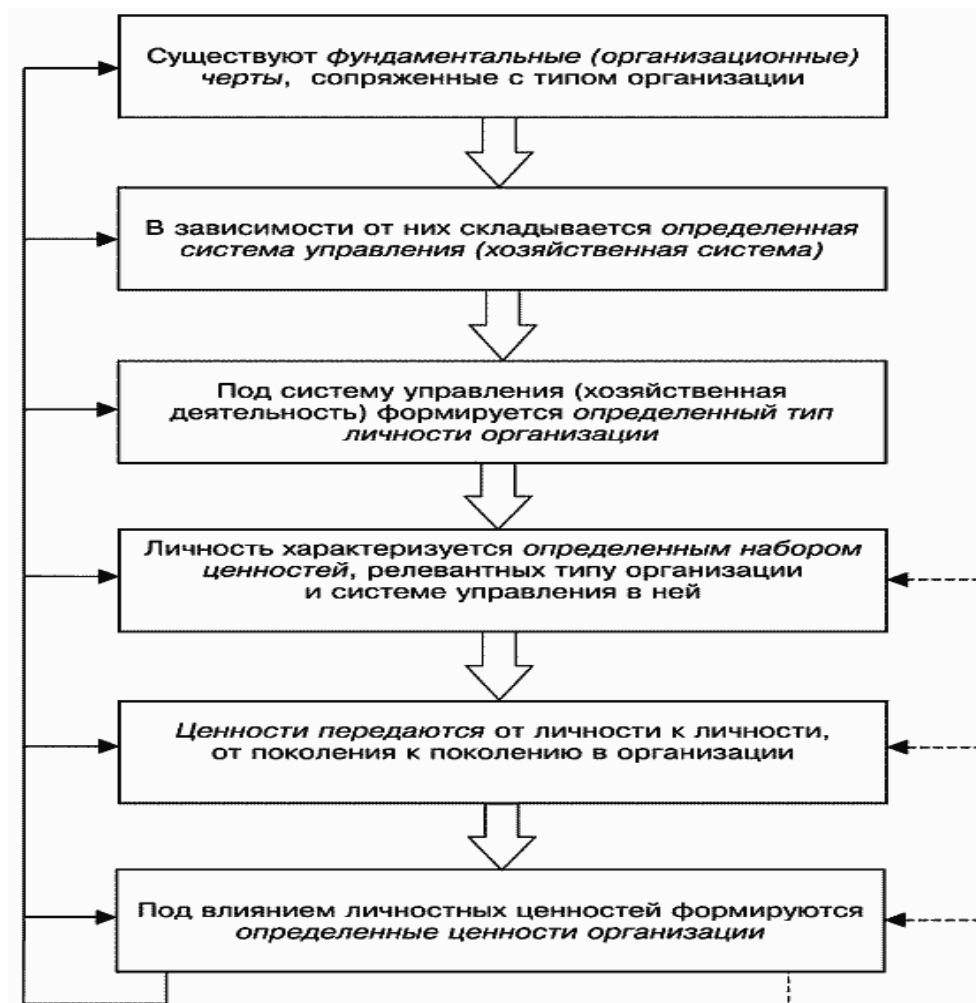 Существуют фундаментальные (организационные)
черты, сопряженные с типом организации
В зависимости от них складывается определенная
система управления (хозяйственная система)
Под систему управления (хозяйственная
деятельность) формируется определенный тип
личности организации
Личность характеризуется определенным набором
ценностей, релевантных типу организации
и системе управления в ней
Ценности передаются от личности к личности,
от поколения к поколению в организации
Под влиянием личностных ценностей формируются
определенные ценности организации